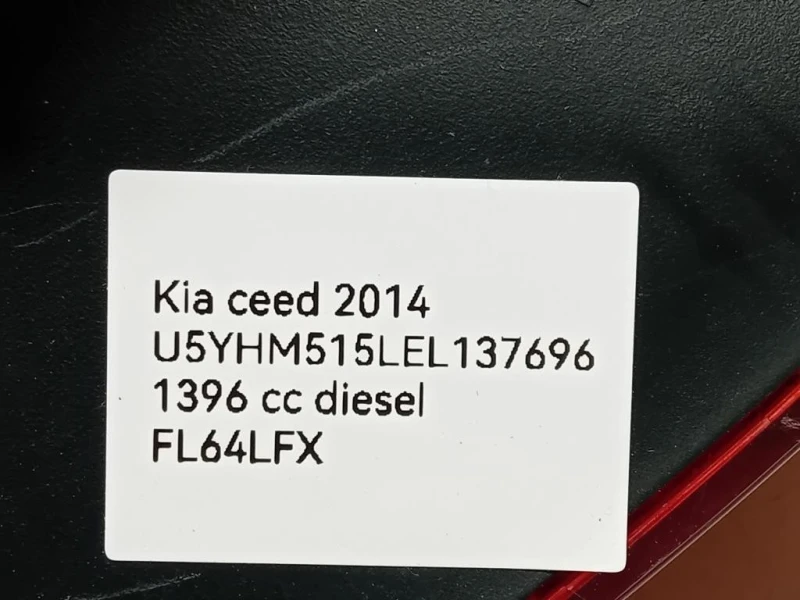 Kia ceed 2014
U5YHM515LEL137696
1396 cc diesel
FL64LFX